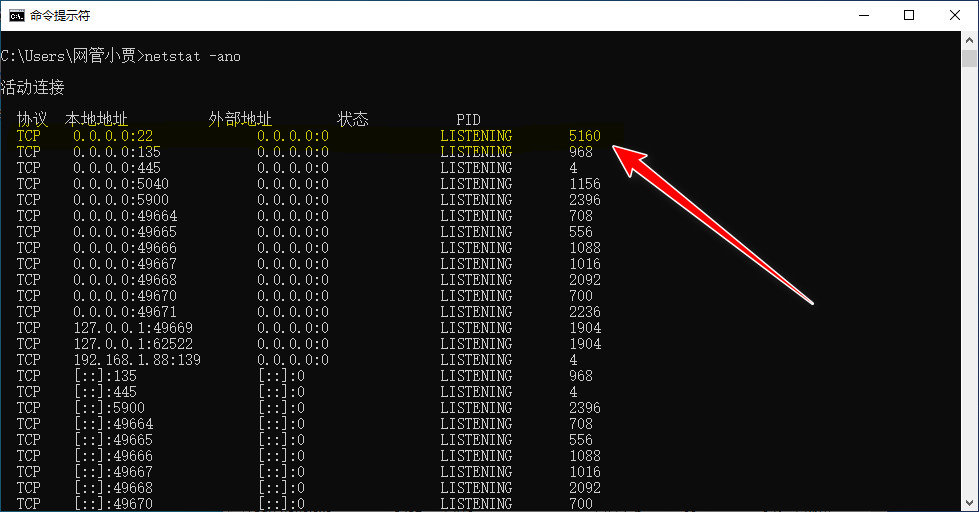 命令提示符
C:\Users\网管小贾>netstat -ano
活动连接
协议 本地地址 外部地址 状态 PID
TCP 0.0.0.0:22 0.0.0.0:0 LISTENING 5160
TCP 0.0.0.0:135 0.0.0.0:0 LISTENING 968
TCP 0.0.0.0:445 0.0.0.0:0 LISTENING 4
TCP 0.0.0.0:5040 0.0.0.0:0 LISTENING 1156
TCP 0.0.0.0:5900 0.0.0.0:0 LISTENING 2396
TCP 0.0.0.0:49664 0.0.0.0:0 LISTENING 708
TCP 0.0.0.0:49665 0.0.0.0:0 LISTENING 556
TCP 0.0.0.0:49666 0.0.0.0:0 LISTENING 1088
TCP 0.0.0.0:49667 0.0.0.0:0 LISTENING 1016
TCP 0.0.0.0:49668 0.0.0.0:0 LISTENING 2092
TCP 0.0.0.0:49670 0.0.0.0:0 LISTENING 700
TCP 0.0.0.0:49671 0.0.0.0:0 LISTENING 2236
TCP 127.0.0.1:49669 0.0.0.0:0 LISTENING 1904
TCP 127.0.0.1:62522 0.0.0.0:0 LISTENING 1904
TCP 192.168.1.88:139 0.0.0.0:0 LISTENING 4
TCP [::]:135 [::]:0 LISTENING 968
TCP [::]:445 [::]:0 LISTENING 4
TCP [::]:5900 [::]:0 LISTENING 2396
TCP [::]:49664 [::]:0 LISTENING 708
TCP [::]:49665 [::]:0 LISTENING 556
TCP [::]:49666 [::]:0 LISTENING 1088
TCP [::]:49667 [::]:0 LISTENING 1016
TCP [::]:49668 [::]:0 LISTENING 2092
TCP [::]:49670 [::]:0 LISTENING 700